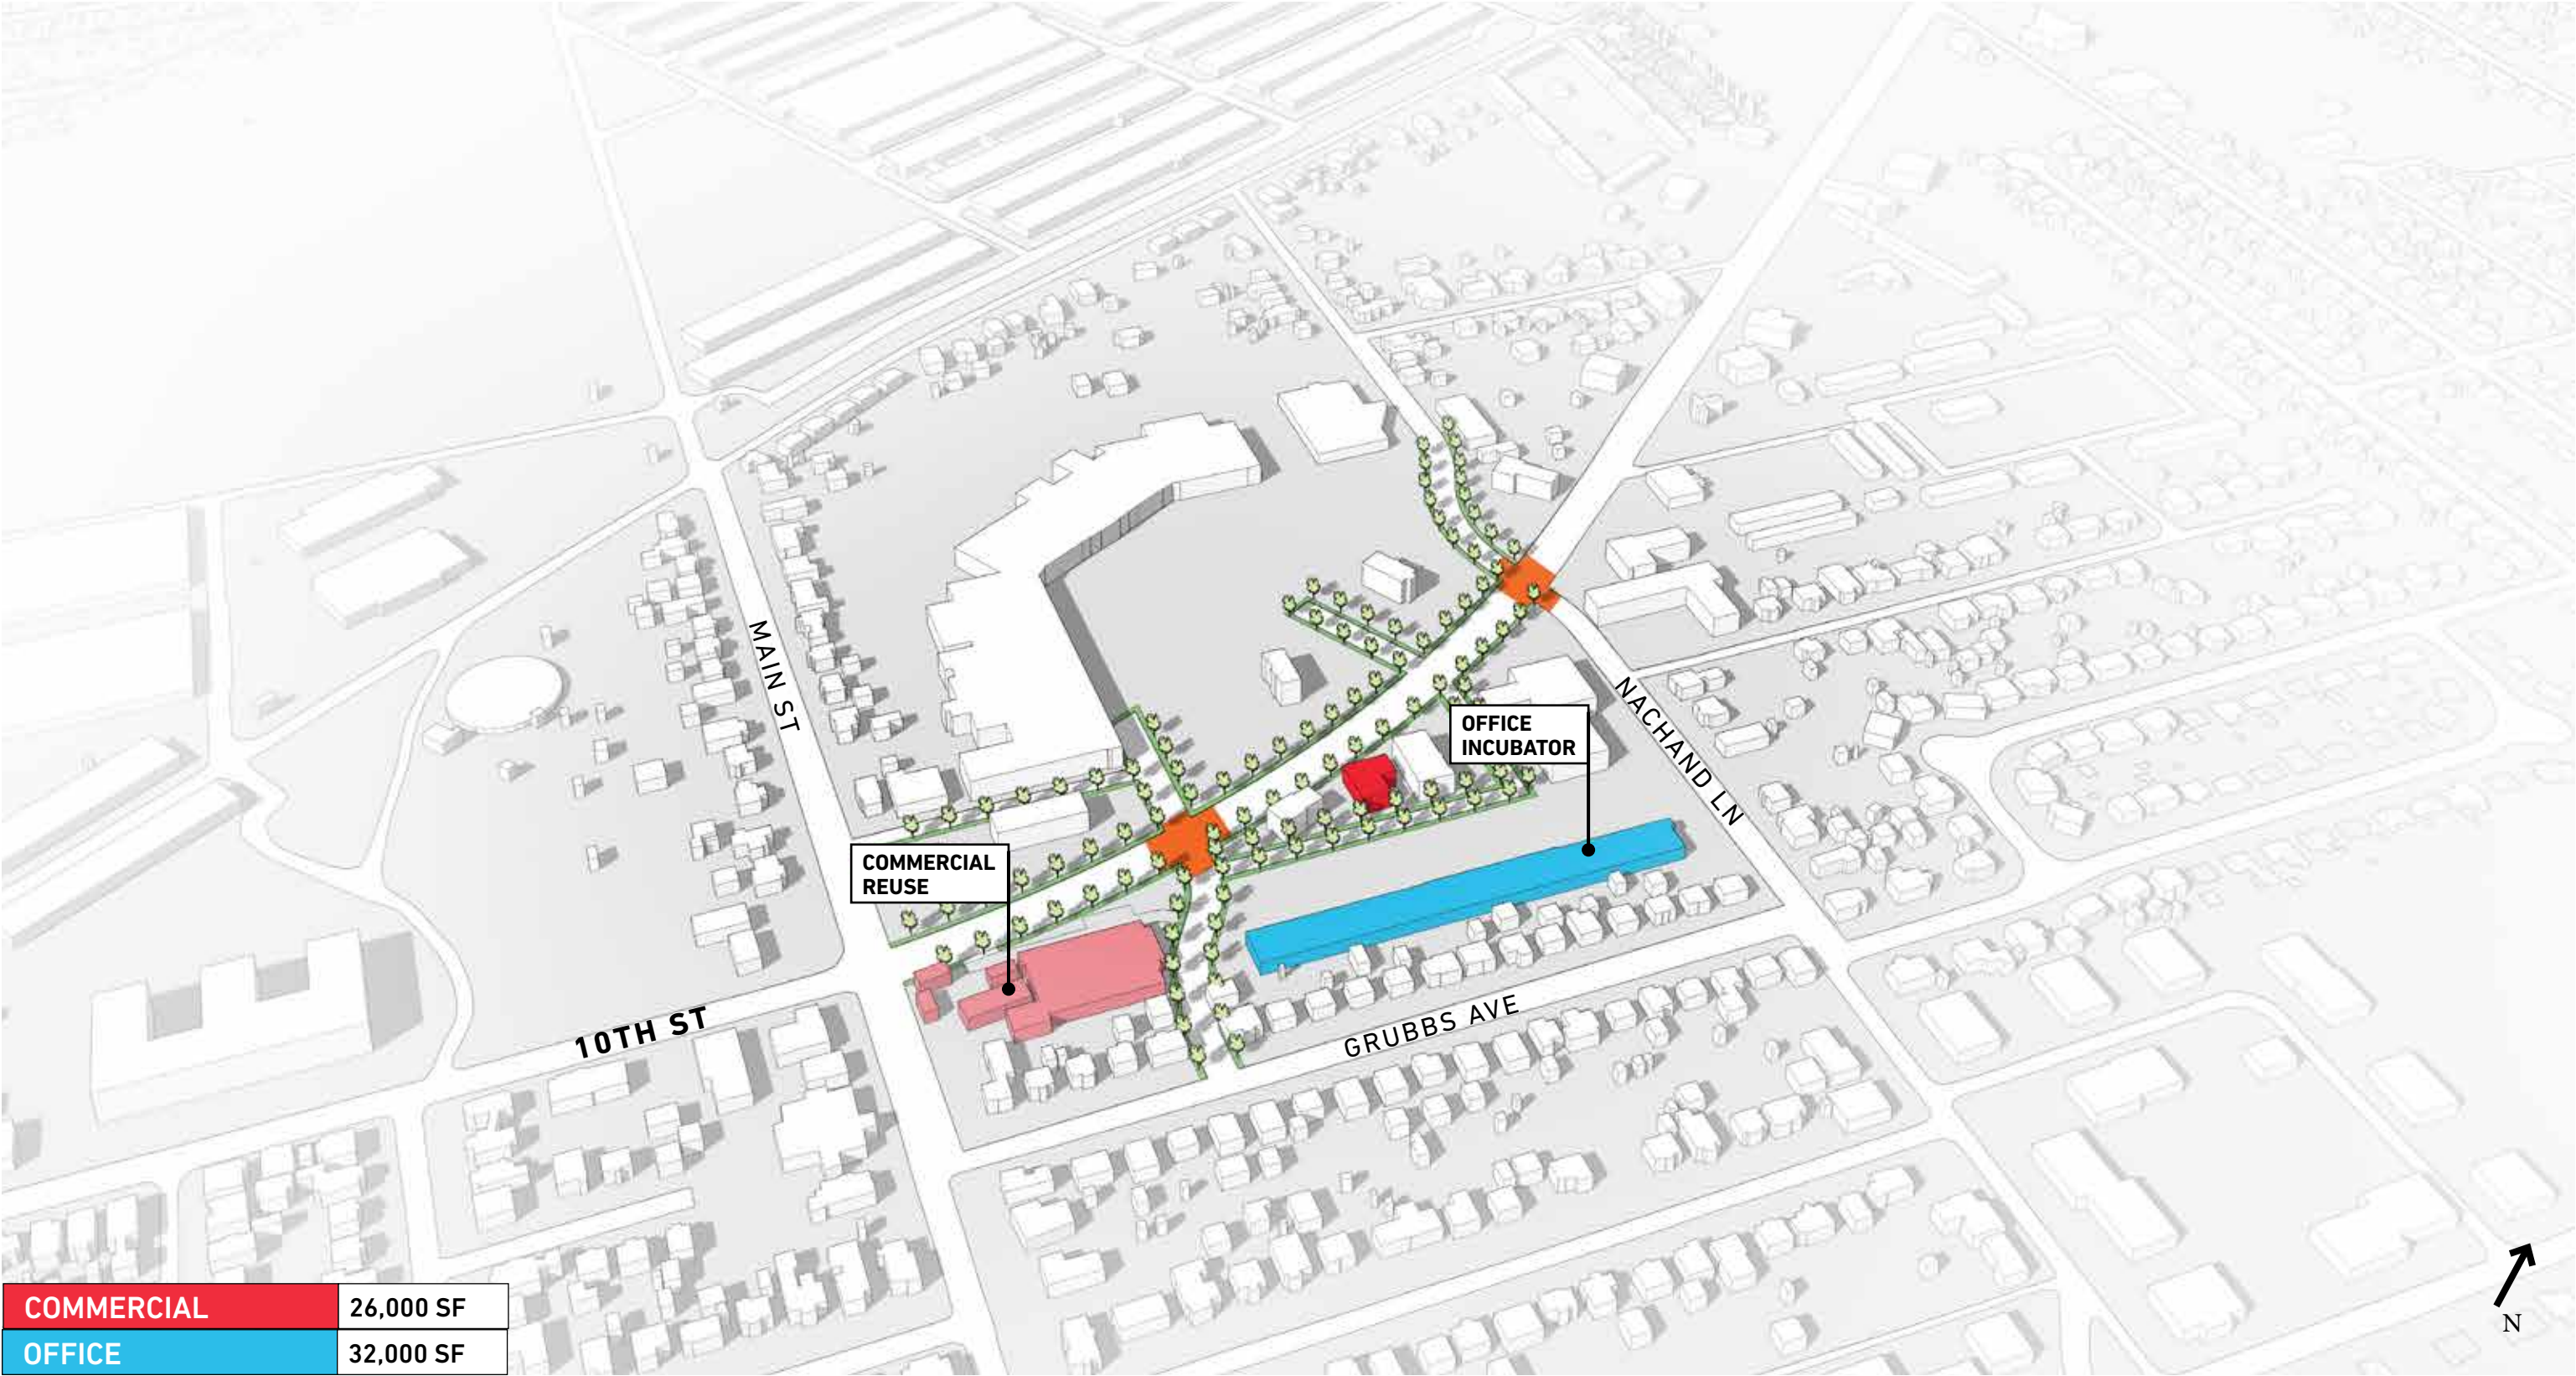 MAIN ST
NACHAND LN
OFFICE
INCUBATOR
COMMERCIAL
REUSE
10TH ST
GRUBBS AVE
COMMERCIAL 26,000 SF
OFFICE 32,000 SF
N